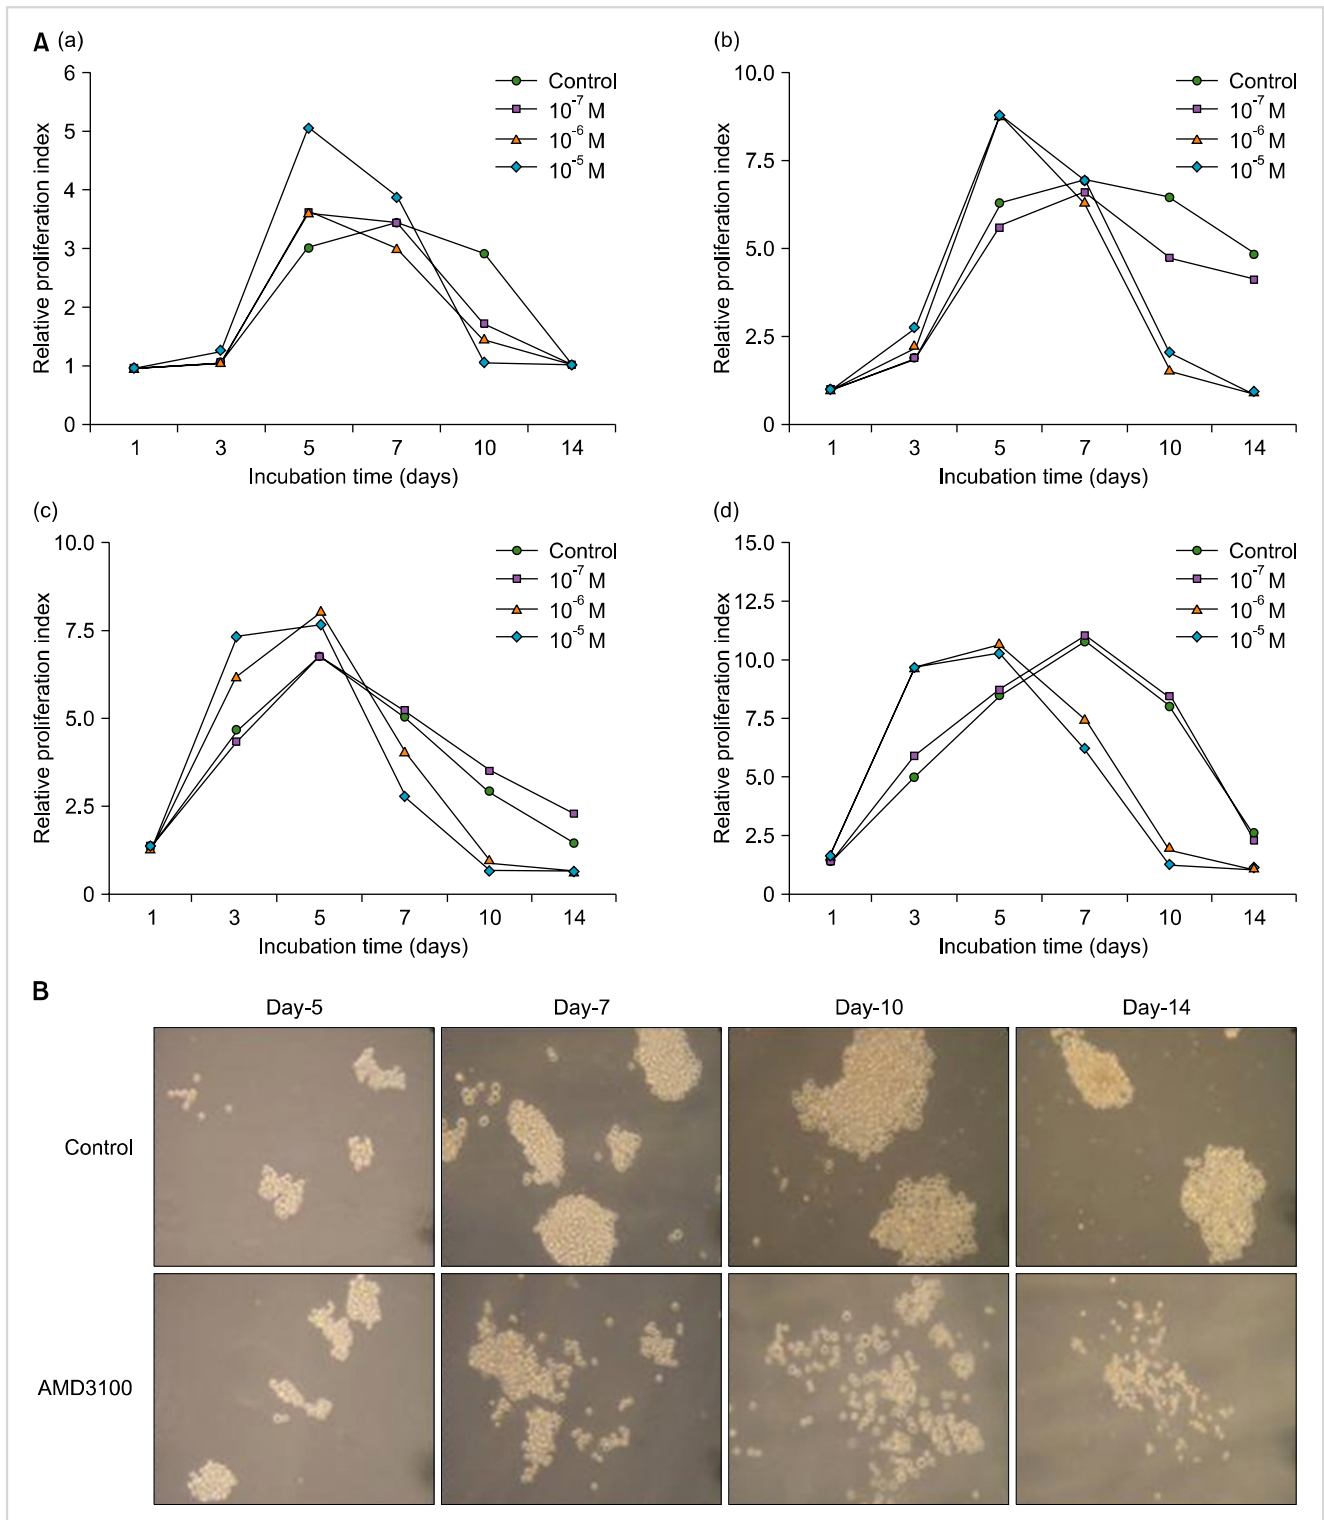 A (a)
Relative proliferation index
6
5
4
3
2
1
0
Control
10⁻⁷ M
10⁻⁶ M
10⁻⁵ M
1 3 5 7 10 14
Incubation time (days)
(b)
Relative proliferation index
10.0
7.5
5.0
2.5
0
Control
10⁻⁷ M
10⁻⁶ M
10⁻⁵ M
1 3 5 7 10 14
Incubation time (days)
(c)
Relative proliferation index
10.0
7.5
5.0
2.5
0
Control
10⁻⁷ M
10⁻⁶ M
10⁻⁵ M
1 3 5 7 10 14
Incubation time (days)
(d)
Relative proliferation index
15.0
12.5
10.0
7.5
5.0
2.5
0
Control
10⁻⁷ M
10⁻⁶ M
10⁻⁵ M
1 3 5 7 10 14
Incubation time (days)
B
Day-5 Day-7 Day-10 Day-14
Control
AMD3100